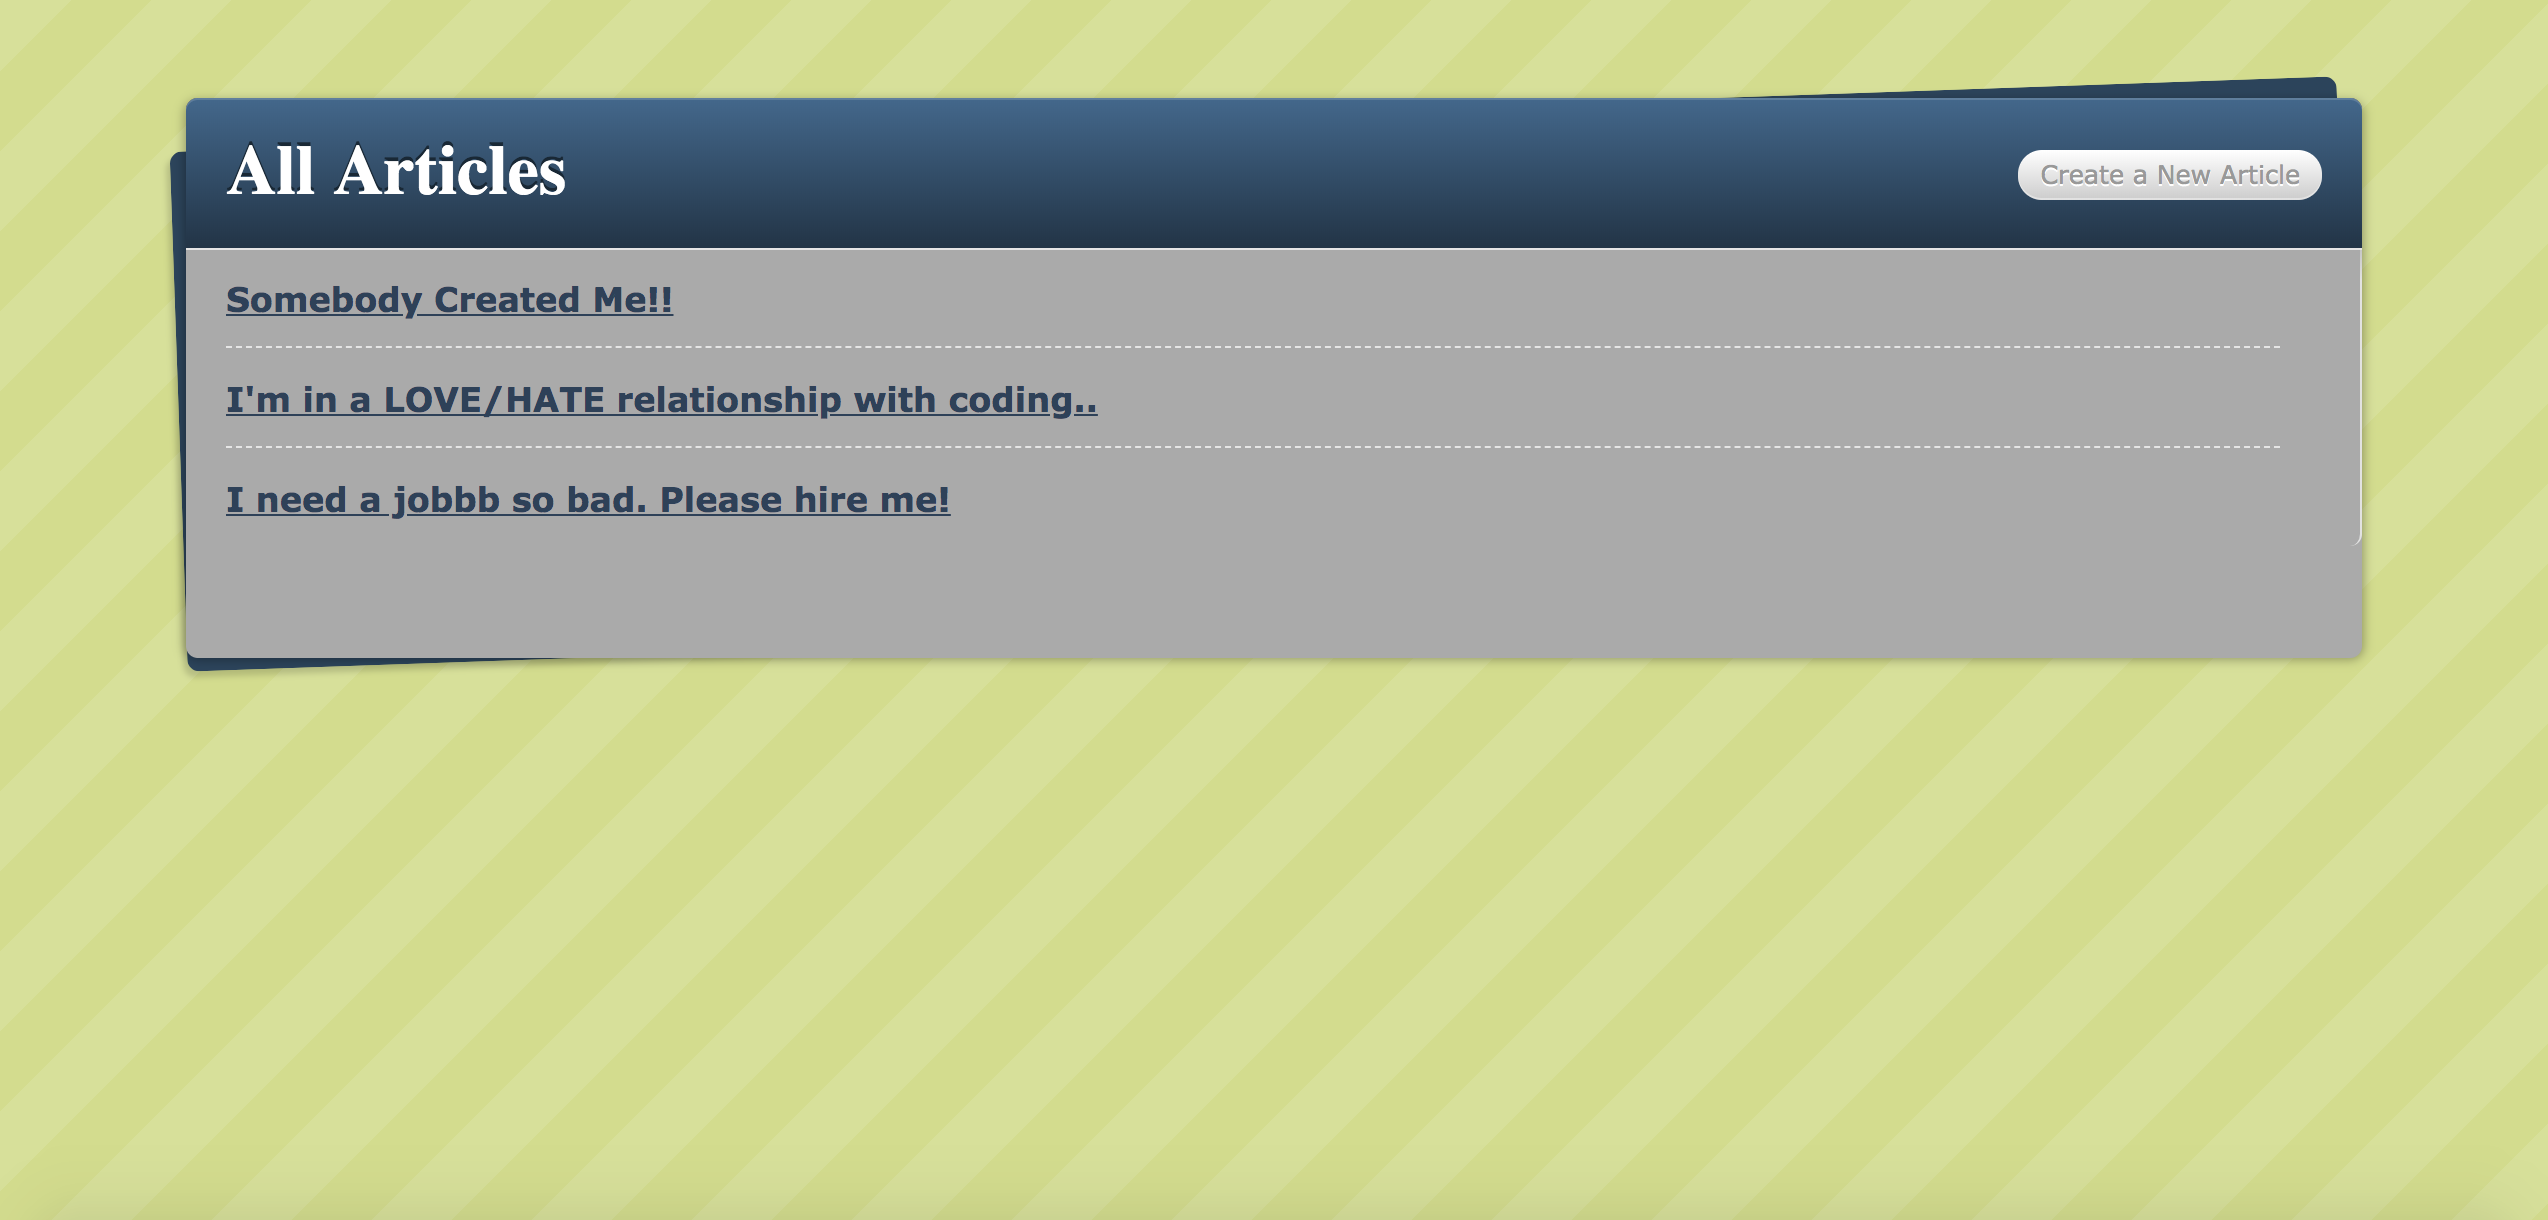 All Articles
Create a New Article
Somebody Created Me!!
I'm in a LOVE/HATE relationship with coding..
I need a jobbb so bad. Please hire me!